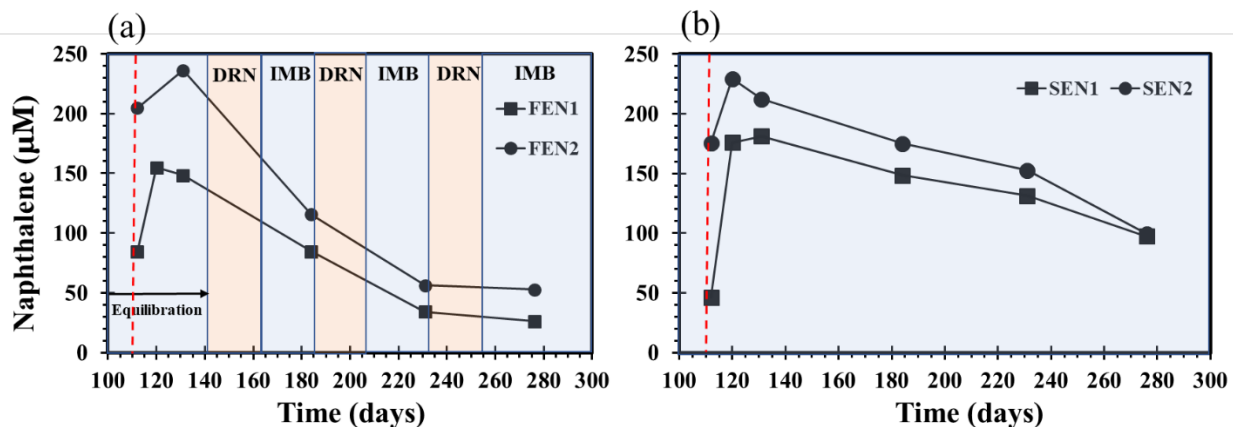 (a)
(b)
Naphthalene (µM)
250
200
150
100
50
0
DRN IMB DRN IMB DRN IMB
FEN1
FEN2
Equilibration
100 120 140 160 180 200 220 240 260 280 300
Time (days)
250
200
150
100
50
0
SEN1 SEN2
100 120 140 160 180 200 220 240 260 280 300
Time (days)